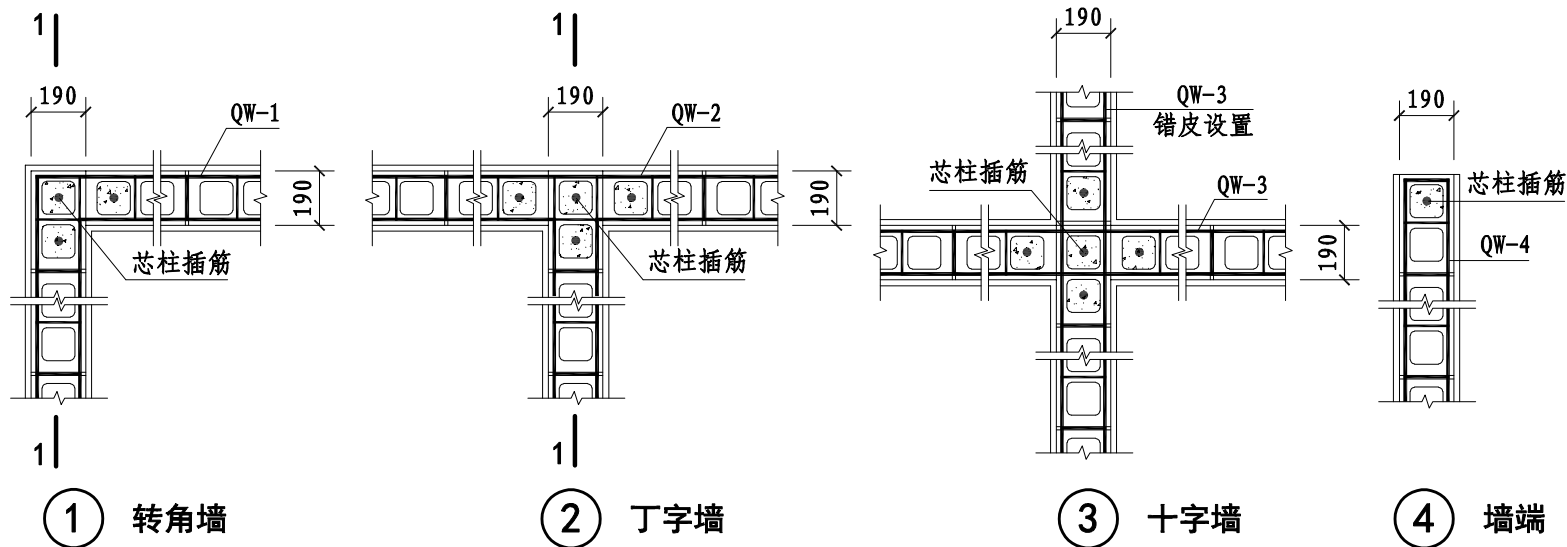 1
190
QW-1
190
芯柱插筋
1
① 转角墙
1
190
QW-2
190
芯柱插筋
1
② 丁字墙
190
QW-3
错皮设置
芯柱插筋
QW-3
190
③ 十字墙
190
芯柱插筋
QW-4
④ 墙端